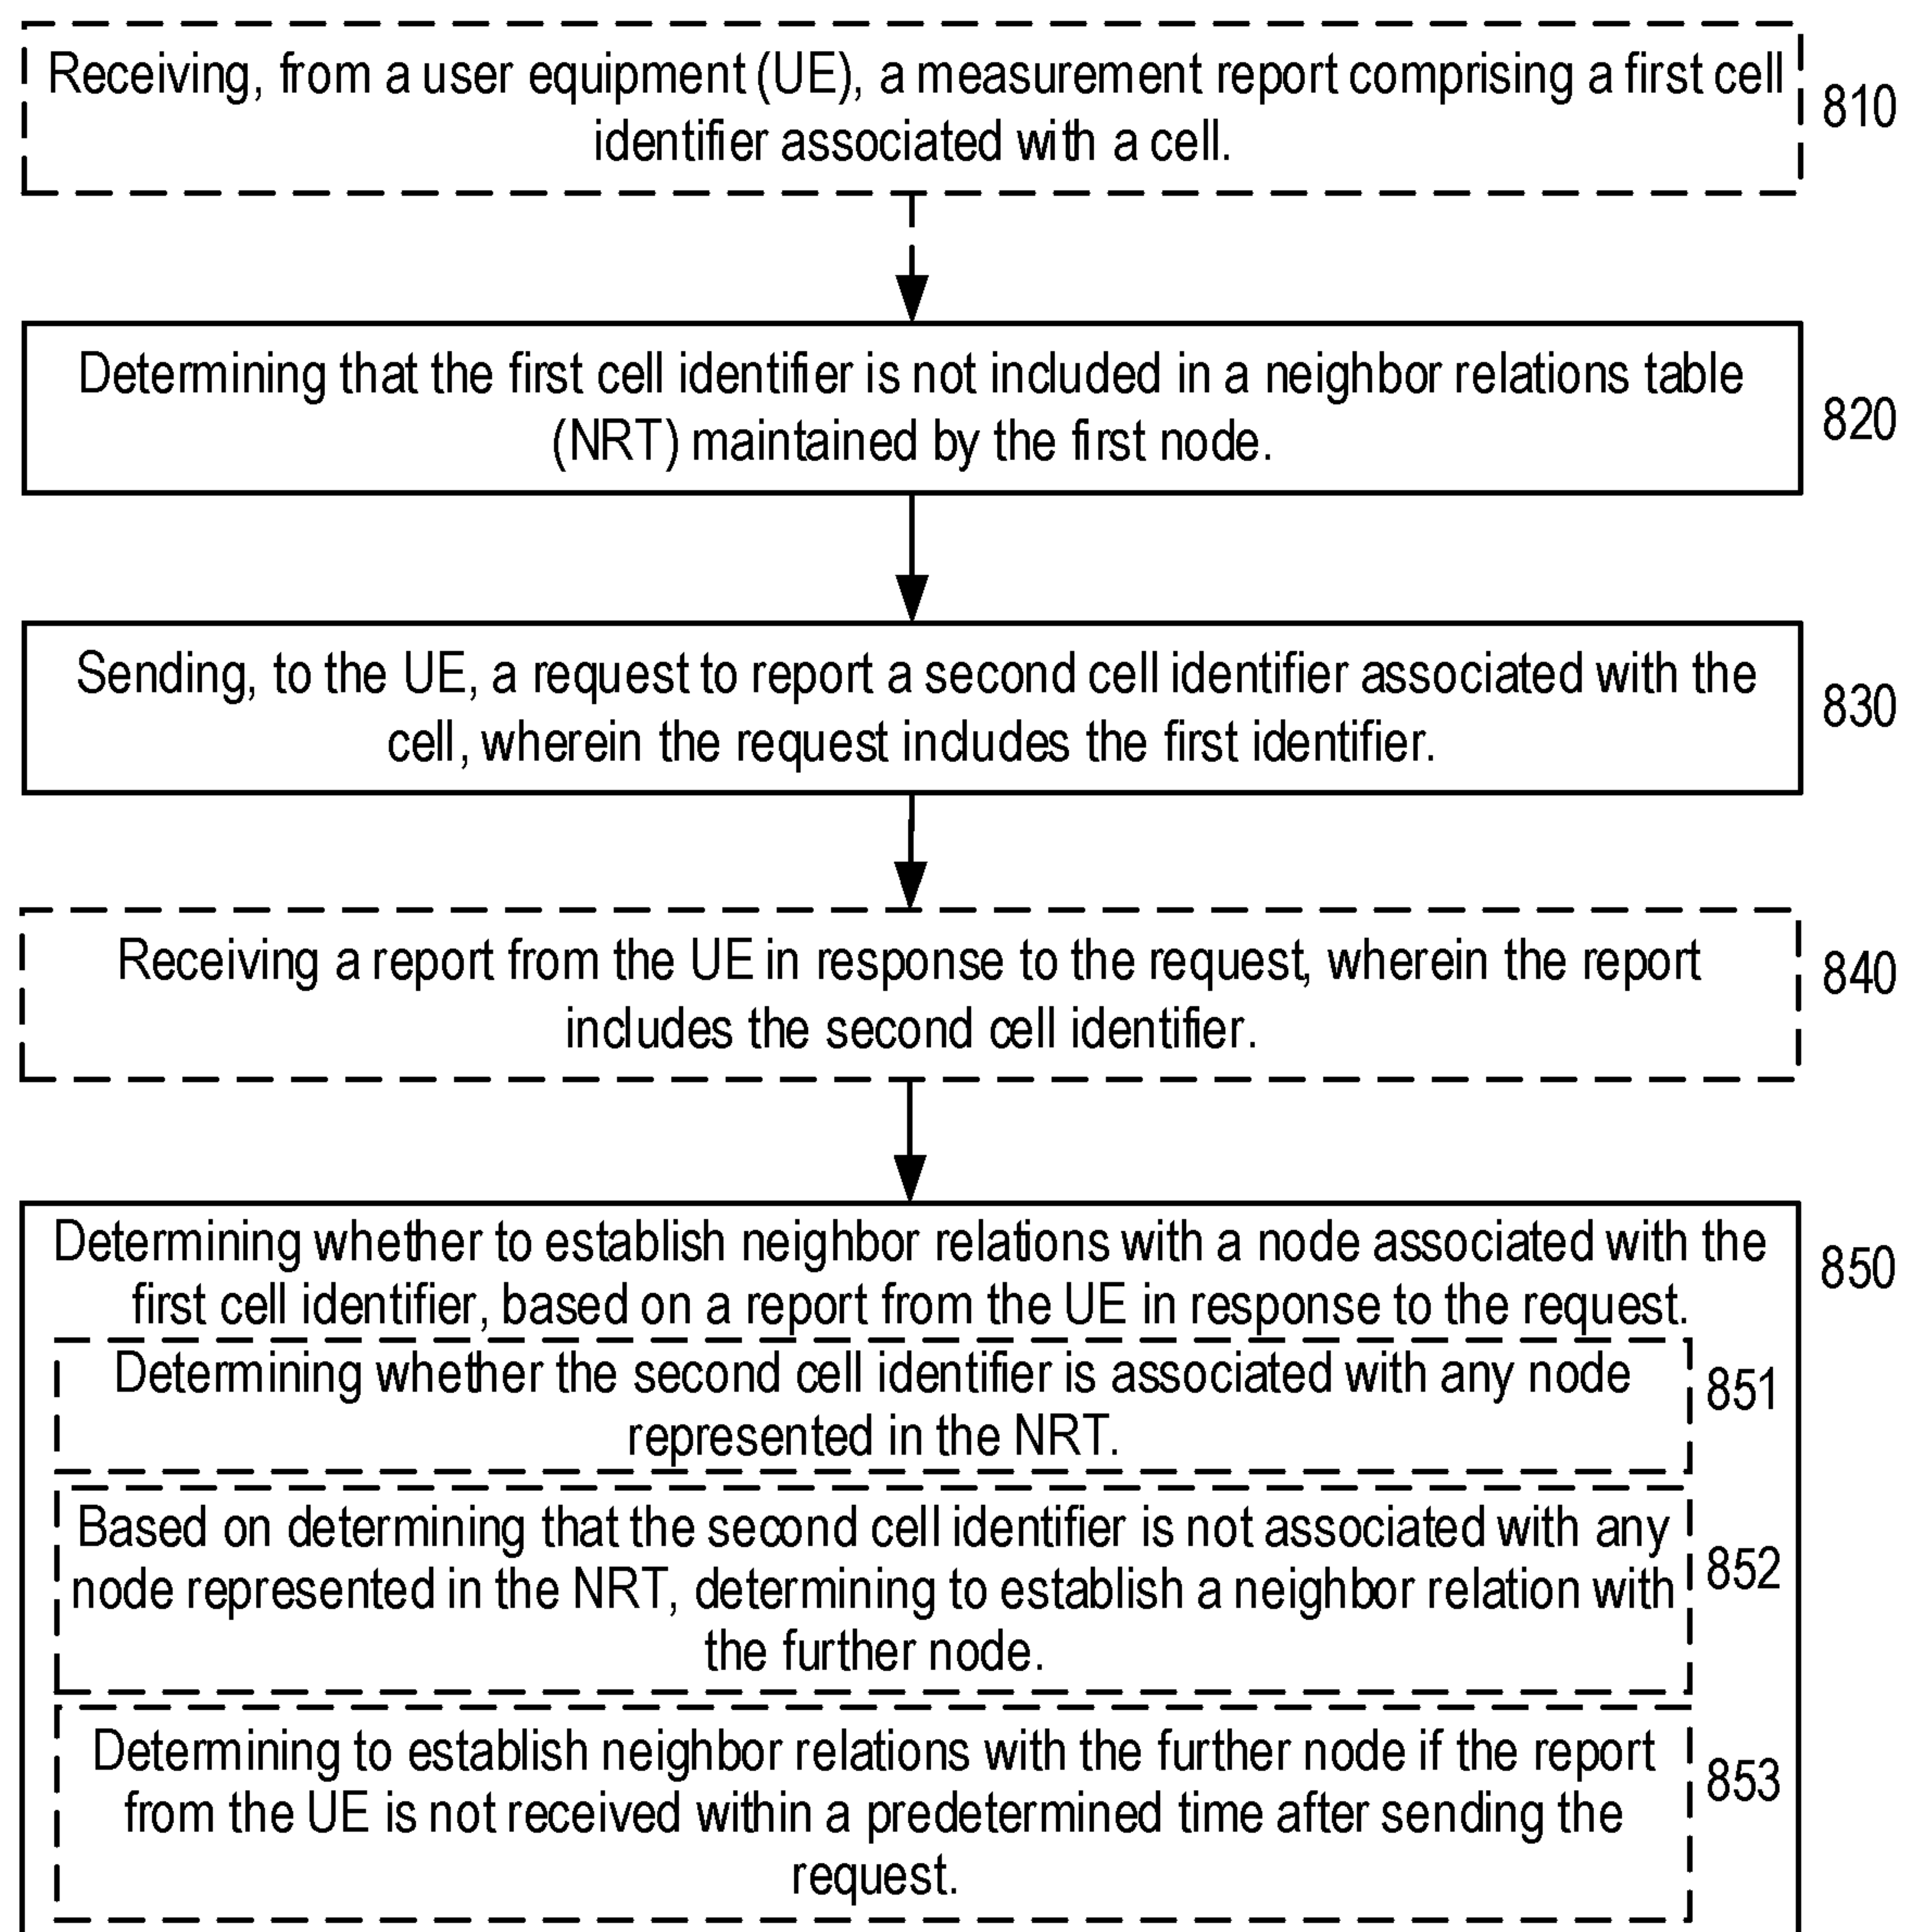 Receiving, from a user equipment (UE), a measurement report comprising a first cell
identifier associated with a cell.
810
Determining that the first cell identifier is not included in a neighbor relations table
(NRT) maintained by the first node.
820
Sending, to the UE, a request to report a second cell identifier associated with the
cell, wherein the request includes the first identifier.
830
Receiving a report from the UE in response to the request, wherein the report
includes the second cell identifier.
840
Determining whether to establish neighbor relations with a node associated with the
first cell identifier, based on a report from the UE in response to the request.
850
Determining whether the second cell identifier is associated with any node
represented in the NRT.
851
Based on determining that the second cell identifier is not associated with any
node represented in the NRT, determining to establish a neighbor relation with
the further node.
852
Determining to establish neighbor relations with the further node if the report
from the UE is not received within a predetermined time after sending the
request.
853